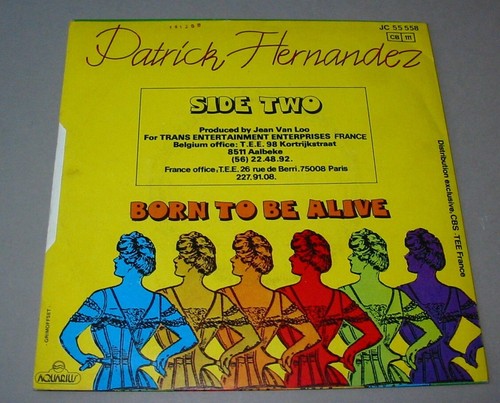 JC 55 558
CB
Patrick Hernandez
SIDE TWO
Produced by Jean Van Loo
For TRANS ENTERTAINMENT ENTERPRISES FRANCE
Belgium office: T.E.E. 98 Kortrijkstraat
8511 Aalbeke
(56) 22.48.92.
France office, T.E.E. 26 rue de Berri. 75008 Paris
227.91.08.
Distribution exclusive, CBS. TEE France
BORN TO BE ALIVE
AQUARIUS